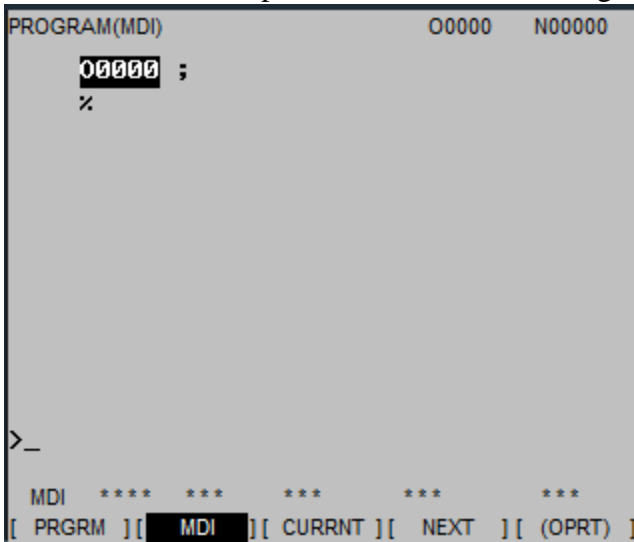 PROGRAM(MDI) O0000 N00000
O0000 ;
%
>_
MDI **** *** *** *** ***
[ PRGRM ][ MDI ][ CURRNT ][ NEXT ][ (OPRT) ]